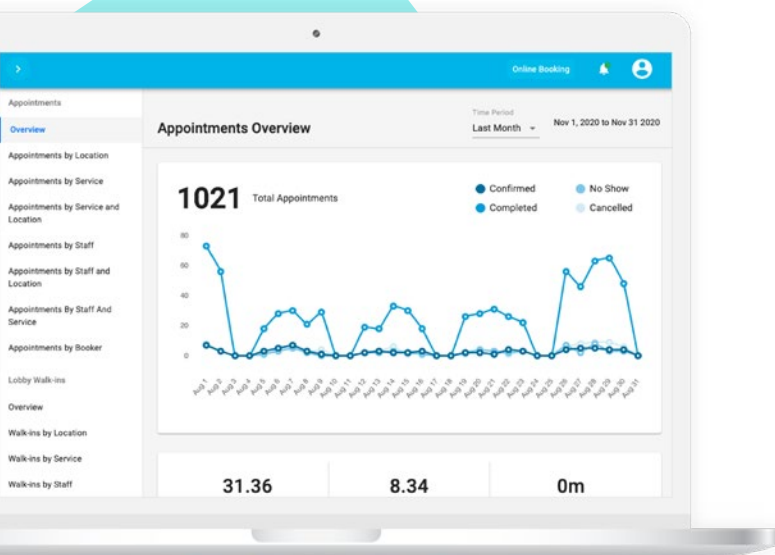 Online Booking
Appointments
Overview
Appointments by Location
Appointments by Service
Appointments by Service and
Location
Appointments by Staff
Appointments by Staff and
Location
Appointments By Staff And
Service
Appointments by Booker
Lobby Walk-ins
Overview
Walk-ins by Location
Walk-ins by Service
Walk-ins by Staff
Appointments Overview
Time Period
Last Month
Nov 1, 2020 to Nov 31 2020
1021 Total Appointments
Confirmed
No Show
Completed
Cancelled
80
60
40
20
0
Aug 1
Aug 2
Aug 3
Aug 4
Aug 5
Aug 6
Aug 7
Aug 8
Aug 9
Aug 10
Aug 11
Aug 12
Aug 13
Aug 14
Aug 15
Aug 16
Aug 17
Aug 18
Aug 19
Aug 20
Aug 21
Aug 22
Aug 23
Aug 24
Aug 25
Aug 26
Aug 27
Aug 28
Aug 29
Aug 30
Aug 31
31.36
8.34
0m